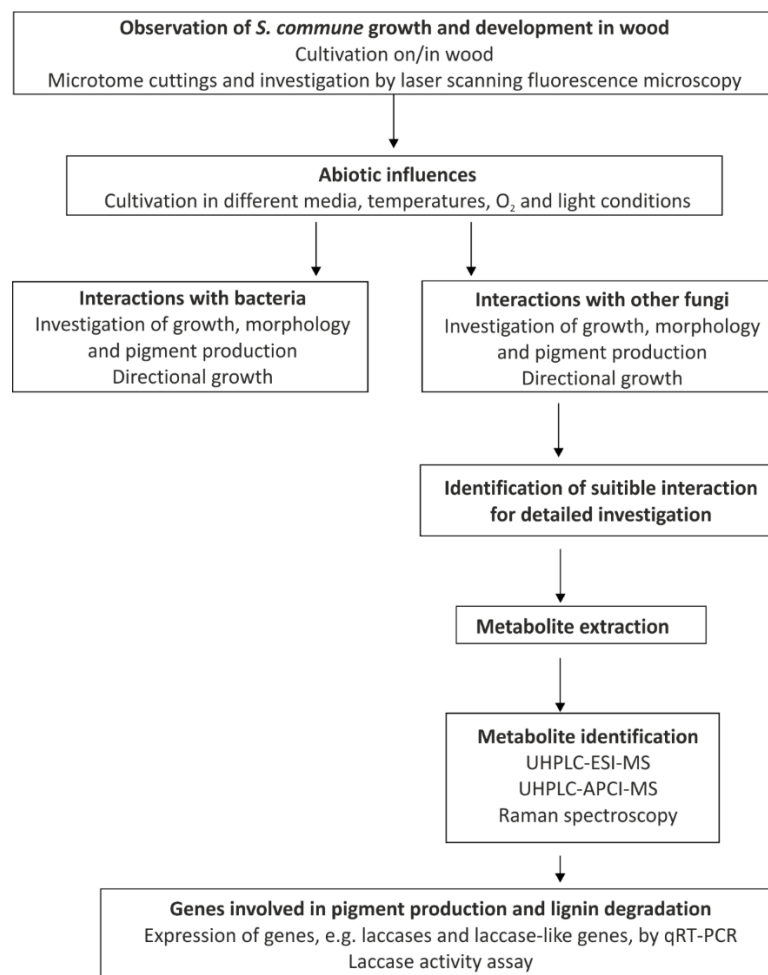 Observation of S. commune growth and development in wood
Cultivation on/in wood
Microtome cuttings and investigation by laser scanning fluorescence microscopy
Abiotic influences
Cultivation in different media, temperatures, O₂ and light conditions
Interactions with bacteria
Investigation of growth, morphology
and pigment production
Directional growth
Interactions with other fungi
Investigation of growth, morphology
and pigment production
Directional growth
Identification of suitible interaction
for detailed investigation
Metabolite extraction
Metabolite identification
UHPLC-ESI-MS
UHPLC-APCI-MS
Raman spectroscopy
Genes involved in pigment production and lignin degradation
Expression of genes, e.g. laccases and laccase-like genes, by qRT-PCR
Laccase activity assay